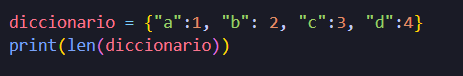 diccionario = {"a":1, "b": 2, "c":3, "d":4}
print(len(diccionario))